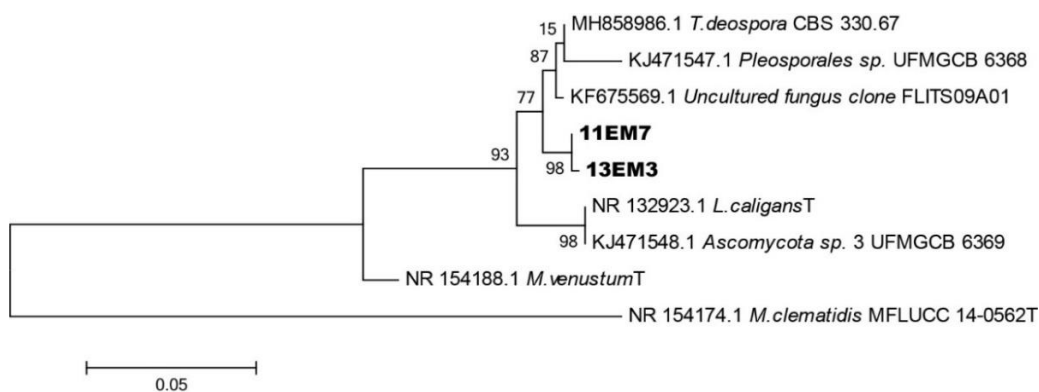 MH858986.1 T.deospora CBS 330.67
15
KJ471547.1 Pleosporales sp. UFMGCB 6368
87
KF675569.1 Uncultured fungus clone FLITS09A01
77
11EM7
93
98 13EM3
NR 132923.1 L.caligansT
98 KJ471548.1 Ascomycota sp. 3 UFMGCB 6369
NR 154188.1 M.venustumT
NR 154174.1 M.clematidis MFLUCC 14-0562T
0.05